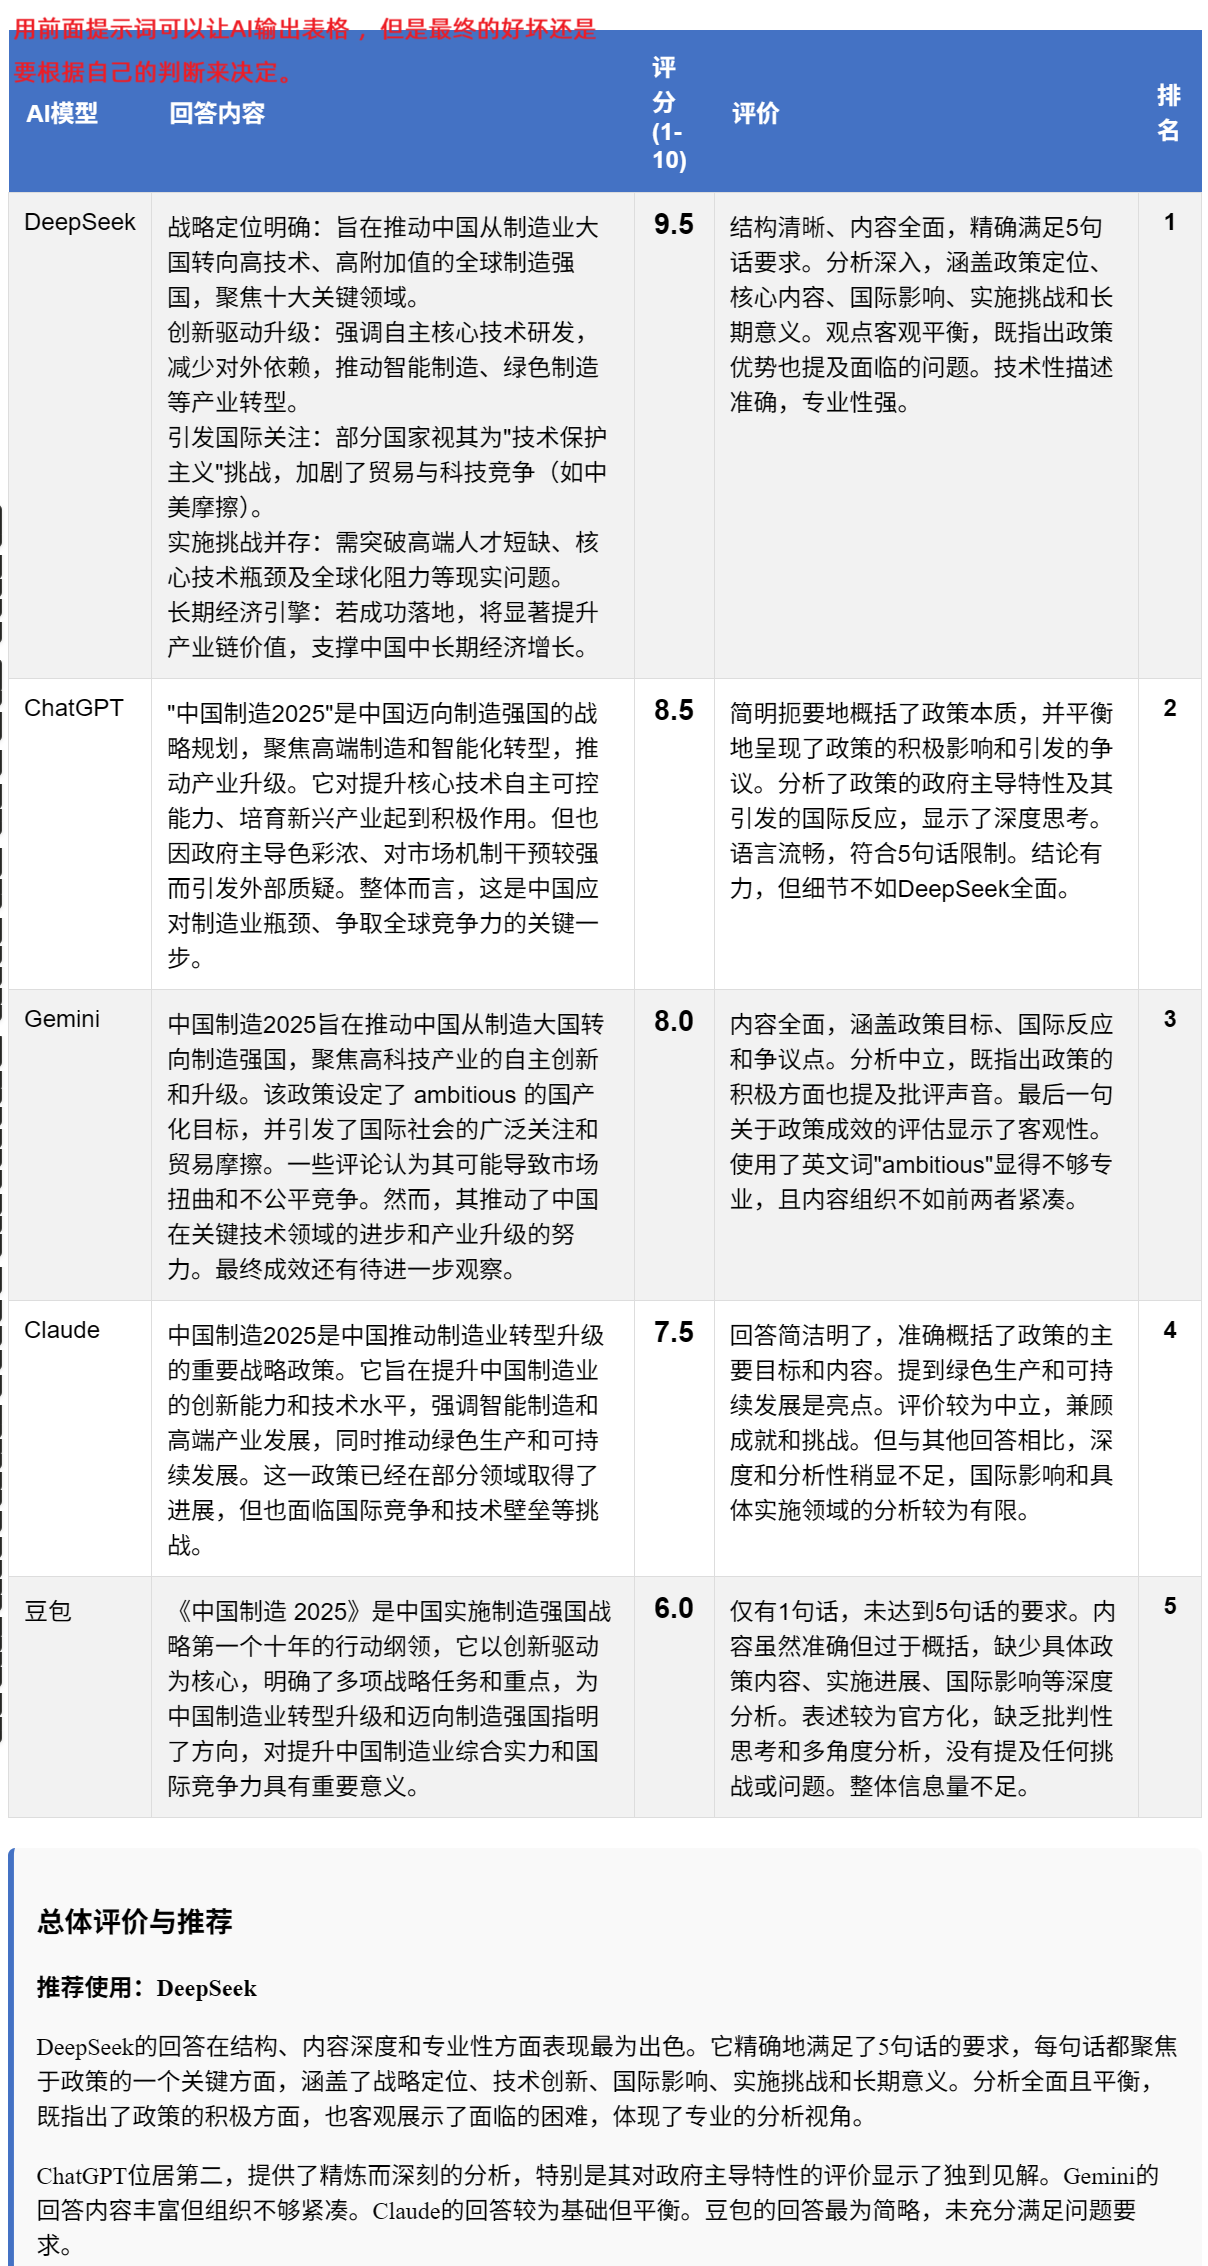 用前面提示词可以让AI输出表格，但是最终的好坏还是
要根据自己的判断来决定。
AI模型
回答内容
评
分
(1-
10)
评价
排
名
DeepSeek
战略定位明确：旨在推动中国从制造业大
国转向高技术、高附加值的全球制造强
国，聚焦十大关键领域。
创新驱动升级：强调自主核心技术研发，
减少对外依赖，推动智能制造、绿色制造
等产业转型。
引发国际关注：部分国家视其为"技术保护
主义"挑战，加剧了贸易与科技竞争（如中
美摩擦）。
实施挑战并存：需突破高端人才短缺、核
心技术瓶颈及全球化阻力等现实问题。
长期经济引擎：若成功落地，将显著提升
产业链价值，支撑中国中长期经济增长。
9.5
结构清晰、内容全面，精确满足5句
话要求。分析深入，涵盖政策定位、
核心内容、国际影响、实施挑战和长
期意义。观点客观平衡，既指出政策
优势也提及面临的问题。技术性描述
准确，专业性强。
1
ChatGPT
"中国制造2025"是中国迈向制造强国的战
略规划，聚焦高端制造和智能化转型，推
动产业升级。它对提升核心技术自主可控
能力、培育新兴产业起到积极作用。但也
因政府主导色彩浓、对市场机制干预较强
而引发外部质疑。整体而言，这是中国应
对制造业瓶颈、争取全球竞争力的关键一
步。
8.5
简明扼要地概括了政策本质，并平衡
地呈现了政策的积极影响和引发的争
议。分析了政策的政府主导特性及其
引发的国际反应，显示了深度思考。
语言流畅，符合5句话限制。结论有
力，但细节不如DeepSeek全面。
2
Gemini
中国制造2025旨在推动中国从制造大国转
向制造强国，聚焦高科技产业的自主创新
和升级。该政策设定了 ambitious 的国产
化目标，并引发了国际社会的广泛关注和
贸易摩擦。一些评论认为其可能导致市场
扭曲和不公平竞争。然而，其推动了中国
在关键技术领域的进步和产业升级的努
力。最终成效还有待进一步观察。
8.0
内容全面，涵盖政策目标、国际反应
和争议点。分析中立，既指出政策的
积极方面也提及批评声音。最后一句
关于政策成效的评估显示了客观性。
使用了英文词"ambitious"显得不够专
业，且内容组织不如前两者紧凑。
3
Claude
中国制造2025是中国推动制造业转型升级
的重要战略政策。它旨在提升中国制造业
的创新能力和技术水平，强调智能制造和
高端产业发展，同时推动绿色生产和可持
续发展。这一政策已经在部分领域取得了
进展，但也面临国际竞争和技术壁垒等挑
战。
7.5
回答简洁明了，准确概括了政策的主
要目标和内容。提到绿色生产和可持
续发展是亮点。评价较为中立，兼顾
成就和挑战。但与其他回答相比，深
度和分析性稍显不足，国际影响和具
体实施领域的分析较为有限。
4
豆包
《中国制造 2025》是中国实施制造强国战
略第一个十年的行动纲领，它以创新驱动
为核心，明确了多项战略任务和重点，为
中国制造业转型升级和迈向制造强国指明
了方向，对提升中国制造业综合实力和国
际竞争力具有重要意义。
6.0
仅有1句话，未达到5句话的要求。内
容虽然准确但过于概括，缺少具体政
策内容、实施进展、国际影响等深度
分析。表述较为官方化，缺乏批判性
思考和多角度分析，没有提及任何挑
战或问题。整体信息量不足。
5
总体评价与推荐
推荐使用：DeepSeek
DeepSeek的回答在结构、内容深度和专业性方面表现最为出色。它精确地满足了5句话的要求，每句话都聚焦
于政策的一个关键方面，涵盖了战略定位、技术创新、国际影响、实施挑战和长期意义。分析全面且平衡，
既指出了政策的积极方面，也客观展示了面临的困难，体现了专业的分析视角。
ChatGPT位居第二，提供了精炼而深刻的分析，特别是其对政府主导特性的评价显示了独到见解。Gemini的
回答内容丰富但组织不够紧凑。Claude的回答较为基础但平衡。豆包的回答最为简略，未充分满足问题要
求。